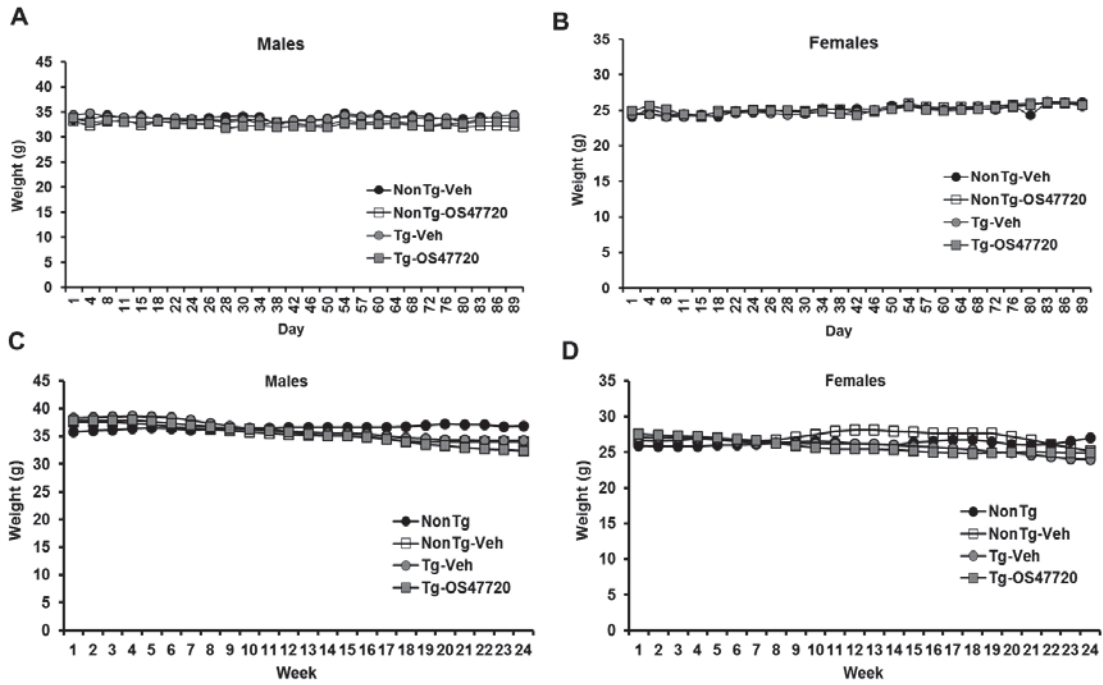 A
Males
Weight (g)
45
40
35
30
25
20
15
10
5
0
1 4 8 11 15 18 22 24 26 28 30 34 38 42 46 50 54 57 60 64 68 72 76 80 83 86 89
Day
NonTg-Veh
NonTg-OS47720
Tg-Veh
Tg-OS47720
B
Females
Weight (g)
35
30
25
20
15
10
5
0
1 4 8 11 15 18 22 24 26 28 30 34 38 42 46 50 54 57 60 64 68 72 76 80 83 86 89
Day
NonTg-Veh
NonTg-OS47720
Tg-Veh
Tg-OS47720
C
Males
Weight (g)
45
40
35
30
25
20
15
10
5
0
1 2 3 4 5 6 7 8 9 10 11 12 13 14 15 16 17 18 19 20 21 22 23 24
Week
NonTg
NonTg-Veh
Tg-Veh
Tg-OS47720
D
Females
Weight (g)
35
30
25
20
15
10
5
0
1 2 3 4 5 6 7 8 9 10 11 12 13 14 15 16 17 18 19 20 21 22 23 24
Week
NonTg
NonTg-Veh
Tg-Veh
Tg-OS47720